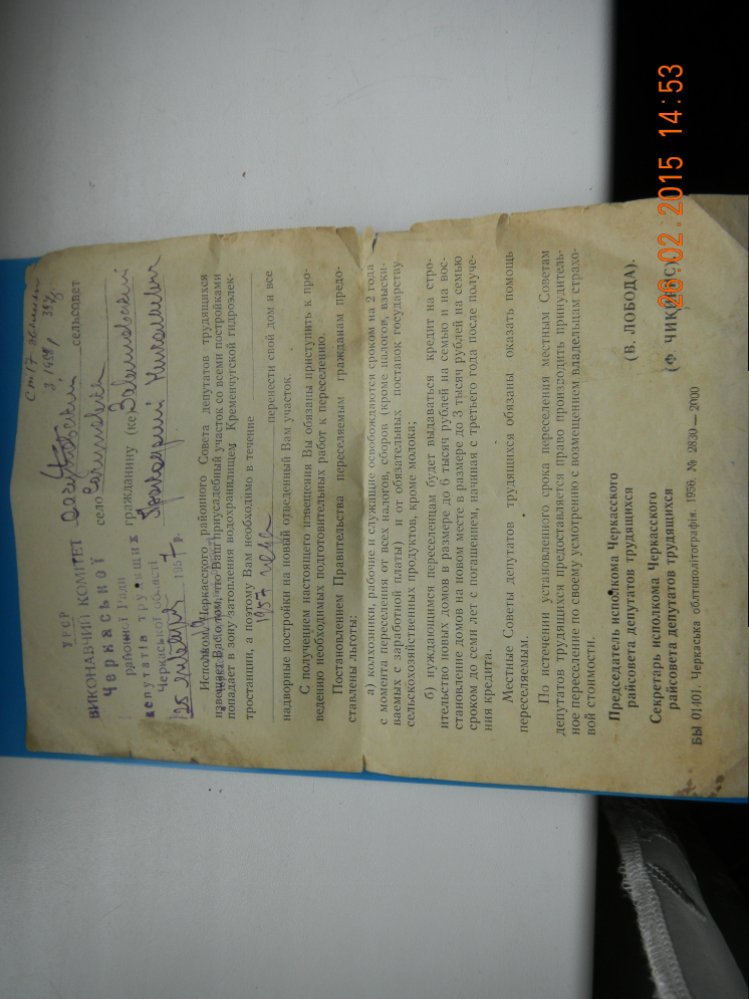 УРСР
ВИКОНАВЧИЙ КОМІТЕТ
Черкаської
районної Ради
депутатів трудящих
Черкаської області
1957 р.
сельсовет
село
гражданину (ке)
Исполком Черкасского районного Совета депутатов трудящихся
извещает Вас о том, что Ваш приусадебный участок со всеми постройками
попадает в зону затопления водохранилищем Кременчугской гидроэлек-
тростанции, а поэтому Вам необходимо в течение
1957 года перенести свой дом и все
надворные постройки на новый отведенный Вам участок.
С получением настоящего извещения Вы обязаны приступить к про-
ведению необходимых подготовительных работ к переселению.
Постановлением Правительства переселяемым гражданам предо-
ставлены льготы:
а) колхозники, рабочие и служащие освобождаются сроком на 2 года
с момента переселения от всех налогов, сборов (кроме налогов, взыски-
ваемых с заработной платы) и от обязательных поставок государству
сельскохозяйственных продуктов, кроме молока;
б) нуждающимся переселенцам будет выдаваться кредит на стро-
ительство новых домов в размере до 6 тысяч рублей на семью и на вос-
становление домов на новом месте в размере до 3 тысяч рублей на семью
сроком до семи лет с погашением, начиная с третьего года после получе-
ния кредита.
Местные Советы депутатов трудящихся обязаны оказать помощь
переселяемым.
По истечении установленного срока переселения местным Советам
депутатов трудящихся предоставляется право производить принудитель-
ное переселение по своему усмотрению с возмещением владельцам страхо-
вой стоимости.
Председатель исполкома Черкасского
райсовета депутатов трудящихся (В. ЛОБОДА).
Секретарь исполкома Черкасского
райсовета депутатов трудящихся
БЫ 01401. Черкаська облтиполітографія. 1956. № 2830—2000
26.02.2015 14:53